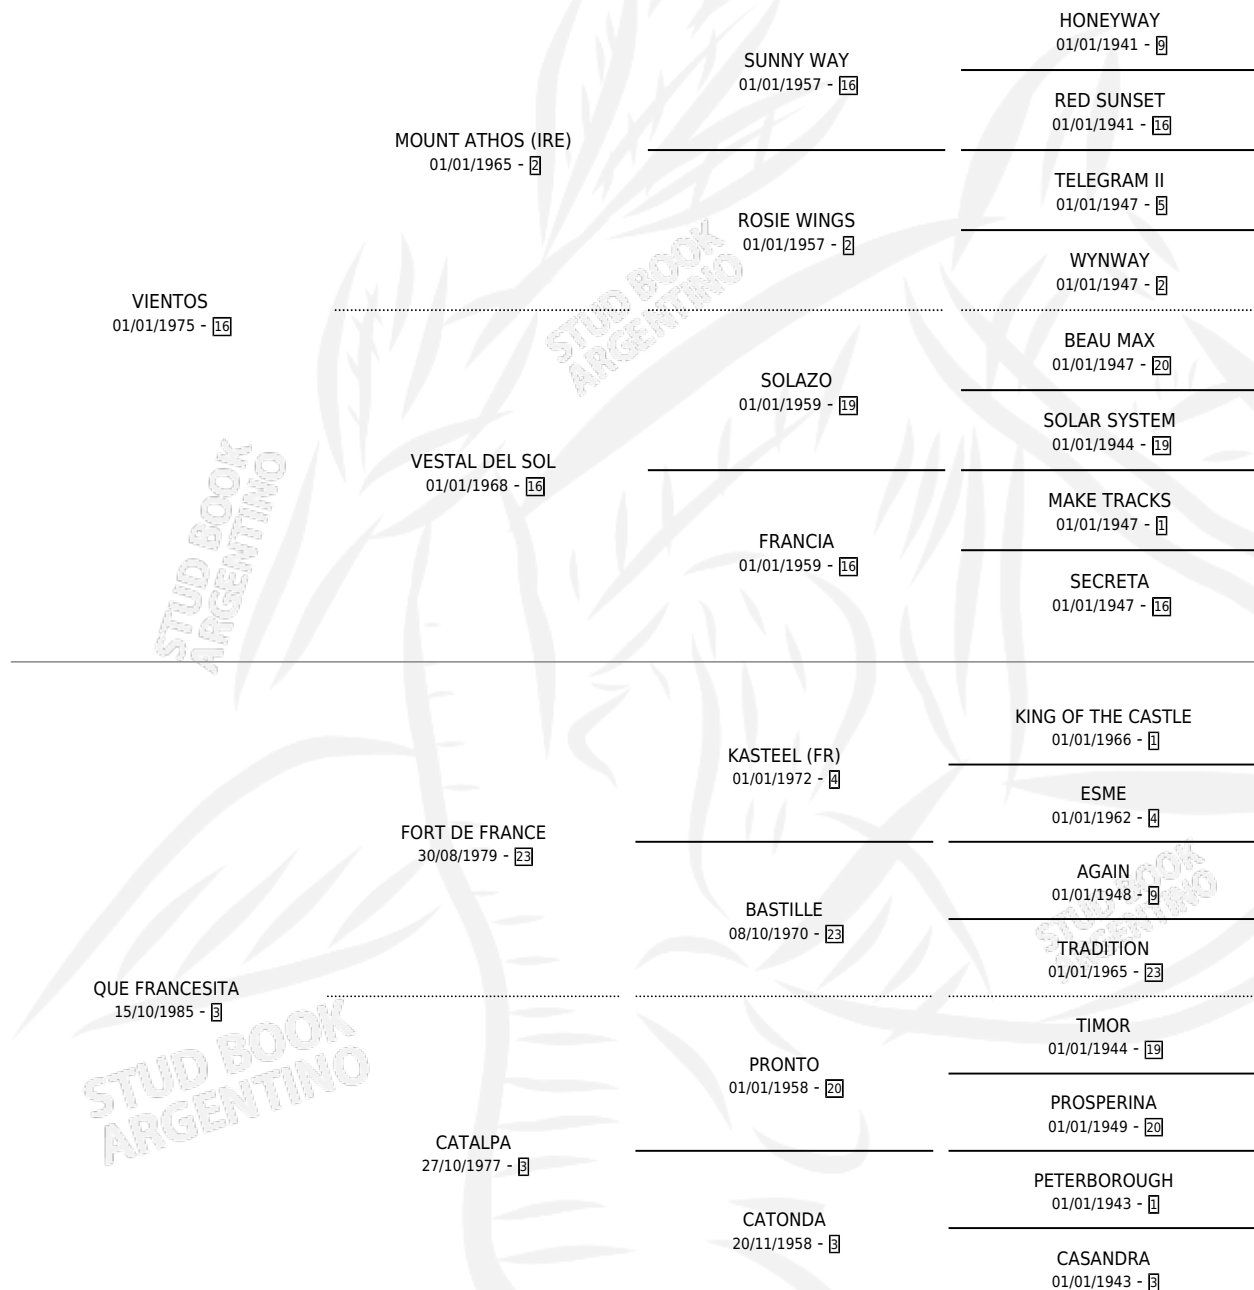 HONEYWAY
01/01/1941 - 9
SUNNY WAY
01/01/1957 - 16
RED SUNSET
01/01/1941 - 16
MOUNT ATHOS (IRE)
01/01/1965 - 2
TELEGRAM II
01/01/1947 - 5
ROSIE WINGS
01/01/1957 - 2
WYNWAY
01/01/1947 - 2
VIENTOS
01/01/1975 - 16
STUD BOOK
ARGENTINO
BEAU MAX
01/01/1947 - 20
SOLAZO
01/01/1959 - 19
SOLAR SYSTEM
01/01/1944 - 19
VESTAL DEL SOL
01/01/1968 - 16
MAKE TRACKS
01/01/1947 - 1
FRANCIA
01/01/1959 - 16
SECRETA
01/01/1947 - 16
STUD BOOK
ARGENTINO
KING OF THE CASTLE
01/01/1966 - 1
KASTEEL (FR)
01/01/1972 - 4
ESME
01/01/1962 - 4
FORT DE FRANCE
30/08/1979 - 23
AGAIN
01/01/1948 - 9
BASTILLE
08/10/1970 - 23
STUD BOOK
ARGENTINO
TRADITION
01/01/1965 - 23
QUE FRANCESITA
15/10/1985 - 3
STUD BOOK
ARGENTINO
TIMOR
01/01/1944 - 19
PRONTO
01/01/1958 - 20
PROSPERINA
01/01/1949 - 20
CATALPA
27/10/1977 - 3
PETERBOROUGH
01/01/1943 - 1
CATONDA
20/11/1958 - 3
CASANDRA
01/01/1943 - 3